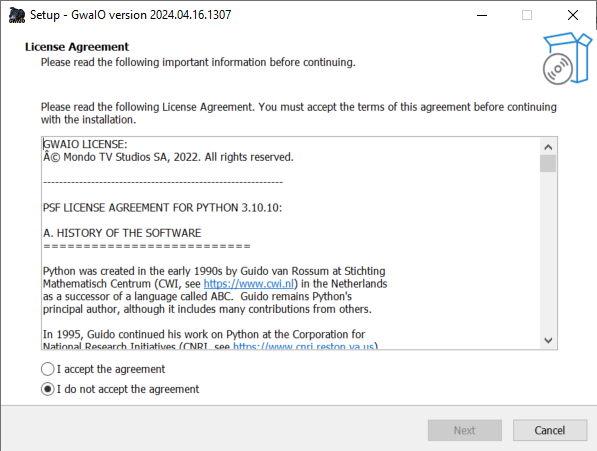 Setup - GwaIO version 2024.04.16.1307
License Agreement
Please read the following important information before continuing.
Please read the following License Agreement. You must accept the terms of this agreement before continuing
with the installation.
GWAIO LICENSE:
Â© Mondo TV Studios SA, 2022. All rights reserved.
------------------------------------------------------------
PSF LICENSE AGREEMENT FOR PYTHON 3.10.10:
A. HISTORY OF THE SOFTWARE
==========================
Python was created in the early 1990s by Guido van Rossum at Stichting
Mathematisch Centrum (CWI, see https://www.cwi.nl) in the Netherlands
as a successor of a language called ABC.  Guido remains Python's
principal author, although it includes many contributions from others.
In 1995, Guido continued his work on Python at the Corporation for
National Research Initiatives (CNRI, see https://www.cnri.reston.va.us)
I accept the agreement
I do not accept the agreement
Next
Cancel